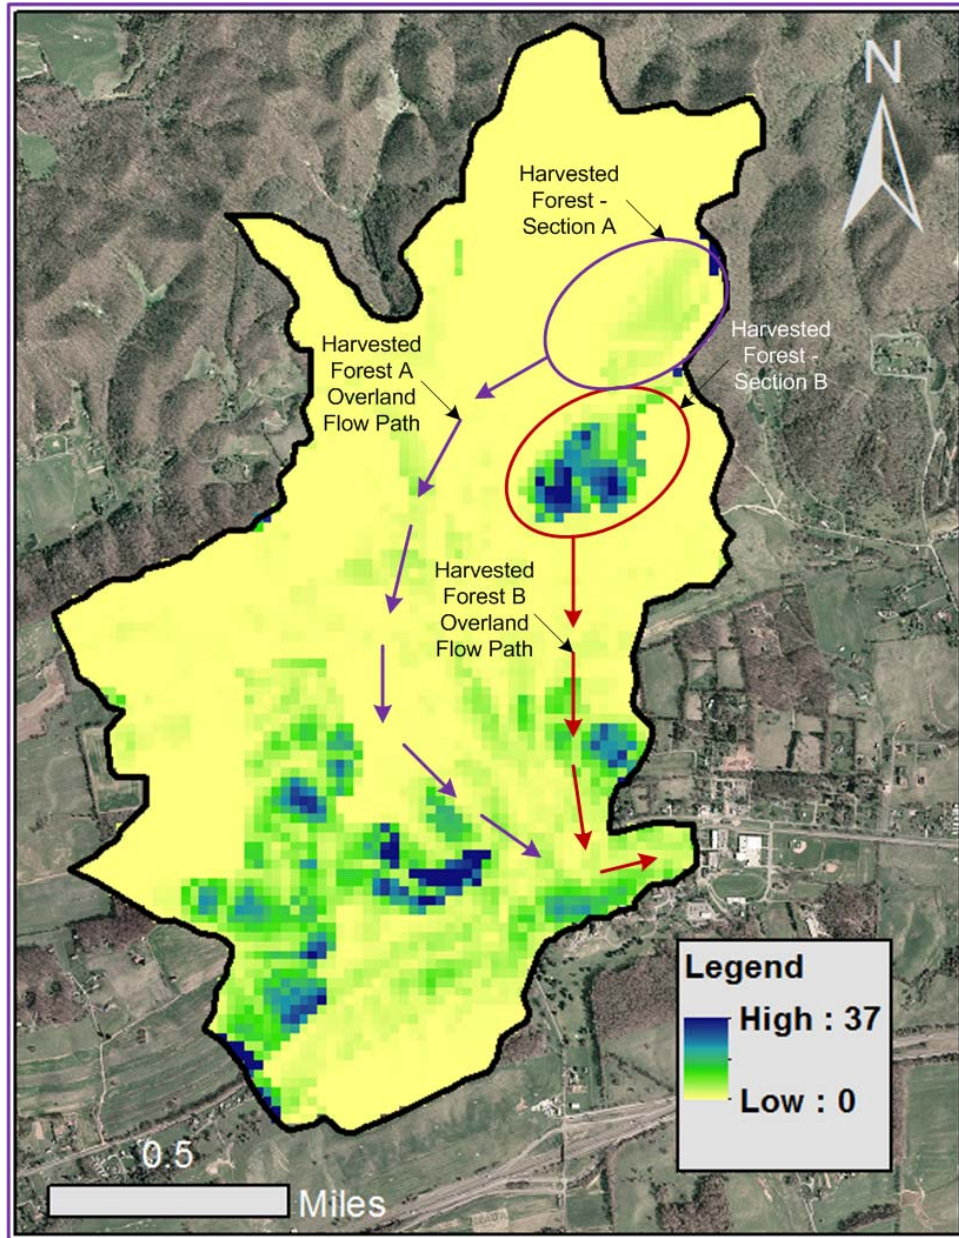 N
Harvested
Forest -
Section A
Harvested
Forest -
Section B
Harvested
Forest A
Overland
Flow Path
Harvested
Forest B
Overland
Flow Path
Legend
High : 37
Low : 0
0.5
Miles